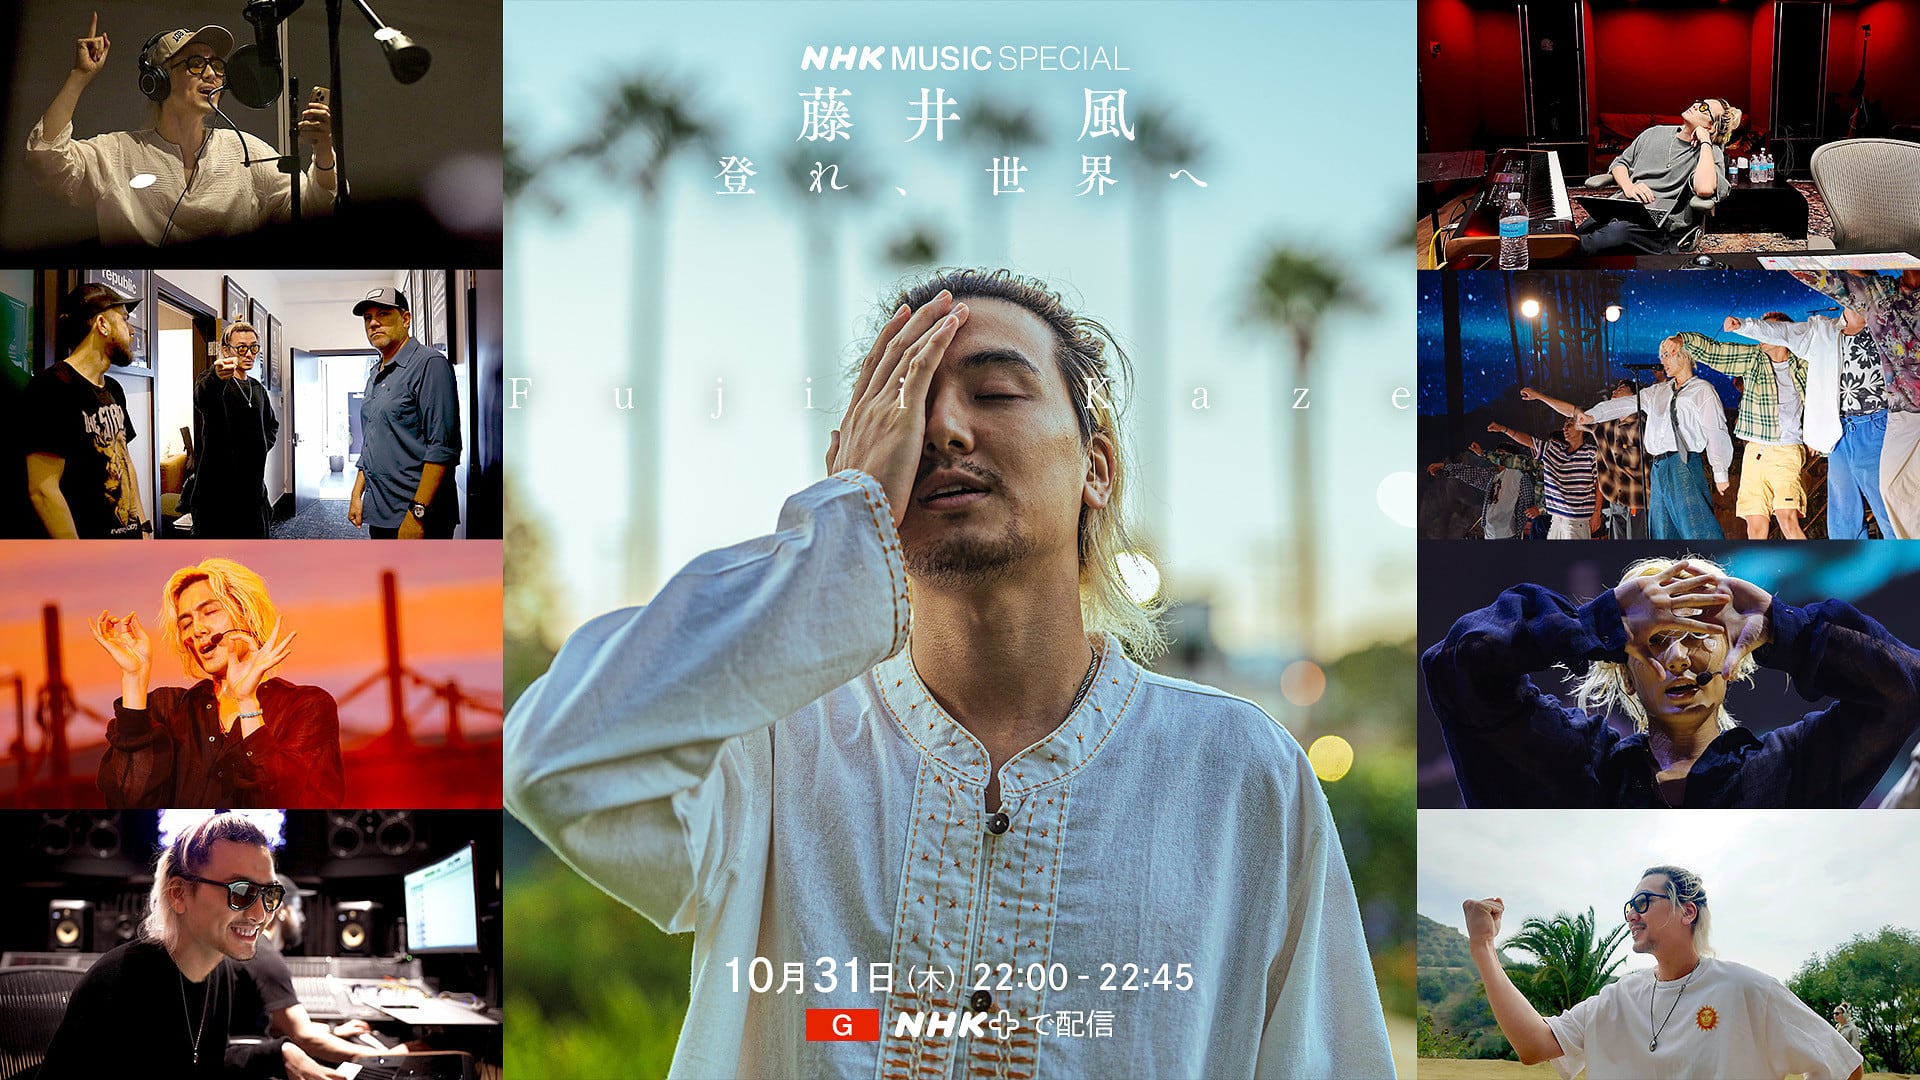 NHK MUSIC SPECIAL
藤井 風
登れ、世界へ
Fujii Kaze
10月31日(木) 22:00 - 22:45
G NHK+で配信
republic